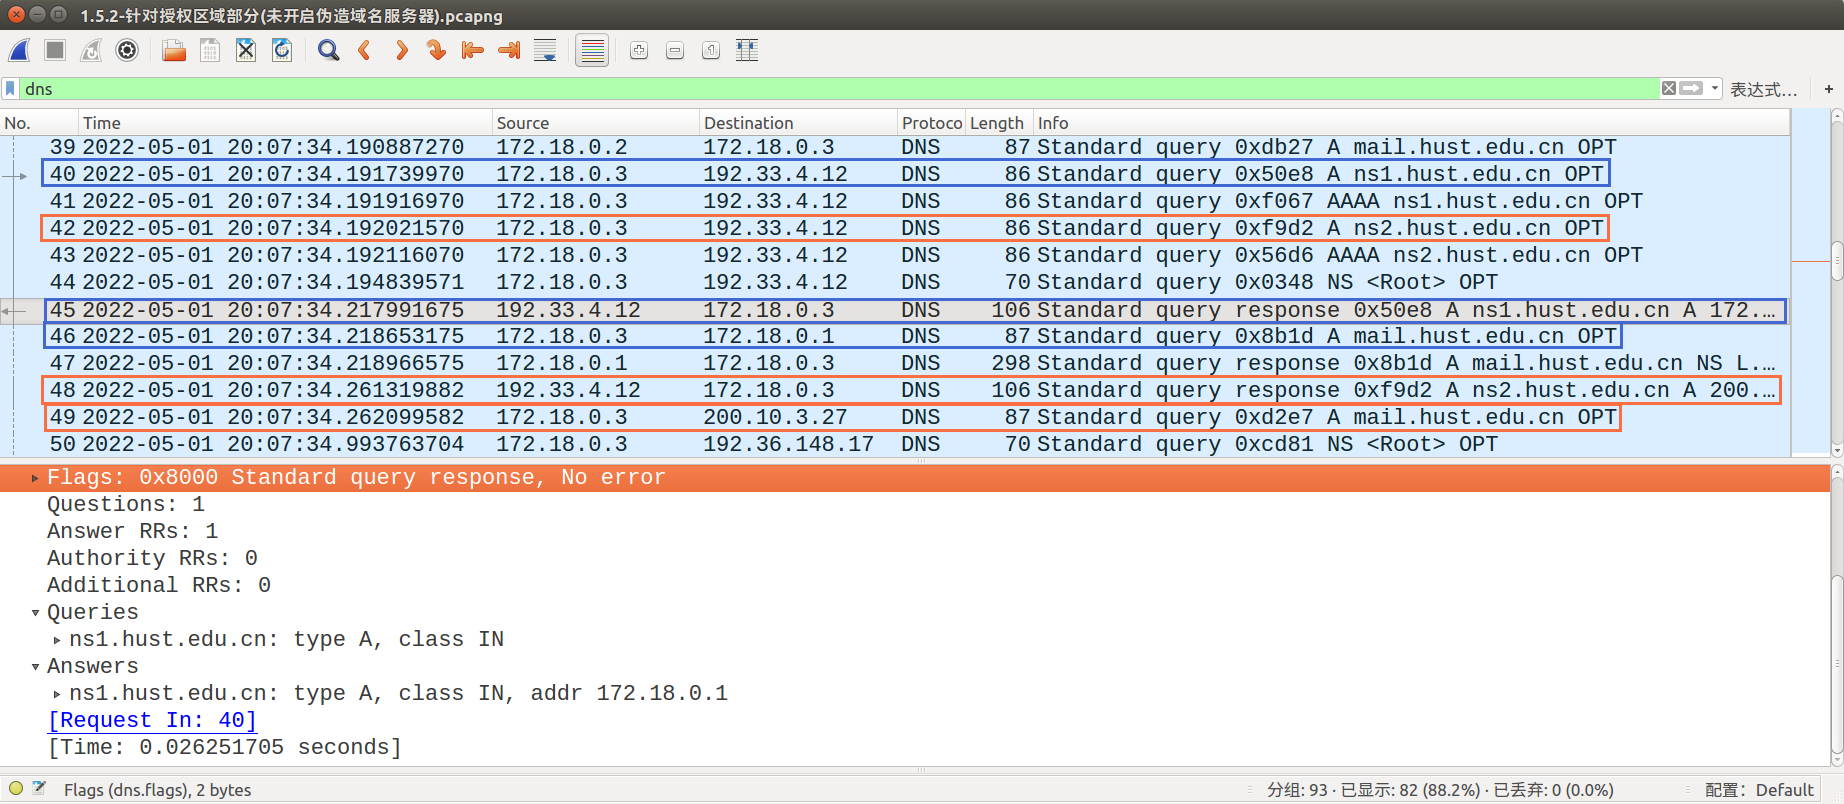 1.5.2-针对授权区域部分(未开启伪造域名服务器).pcapng
dns
表达式… +
No. Time Source Destination Protoco Length Info
39 2022-05-01 20:07:34.190887270 172.18.0.2 172.18.0.3 DNS 87 Standard query 0xdb27 A mail.hust.edu.cn OPT
40 2022-05-01 20:07:34.191739970 172.18.0.3 192.33.4.12 DNS 86 Standard query 0x50e8 A ns1.hust.edu.cn OPT
41 2022-05-01 20:07:34.191916970 172.18.0.3 192.33.4.12 DNS 86 Standard query 0xf067 AAAA ns1.hust.edu.cn OPT
42 2022-05-01 20:07:34.192021570 172.18.0.3 192.33.4.12 DNS 86 Standard query 0xf9d2 A ns2.hust.edu.cn OPT
43 2022-05-01 20:07:34.192116070 172.18.0.3 192.33.4.12 DNS 86 Standard query 0x56d6 AAAA ns2.hust.edu.cn OPT
44 2022-05-01 20:07:34.194839571 172.18.0.3 192.33.4.12 DNS 70 Standard query 0x0348 NS <Root> OPT
45 2022-05-01 20:07:34.217991675 192.33.4.12 172.18.0.3 DNS 106 Standard query response 0x50e8 A ns1.hust.edu.cn A 172.…
46 2022-05-01 20:07:34.218653175 172.18.0.3 172.18.0.1 DNS 87 Standard query 0x8b1d A mail.hust.edu.cn OPT
47 2022-05-01 20:07:34.218966575 172.18.0.1 172.18.0.3 DNS 298 Standard query response 0x8b1d A mail.hust.edu.cn NS L.…
48 2022-05-01 20:07:34.261319882 192.33.4.12 172.18.0.3 DNS 106 Standard query response 0xf9d2 A ns2.hust.edu.cn A 200.…
49 2022-05-01 20:07:34.262099582 172.18.0.3 200.10.3.27 DNS 87 Standard query 0xd2e7 A mail.hust.edu.cn OPT
50 2022-05-01 20:07:34.993763704 172.18.0.3 192.36.148.17 DNS 70 Standard query 0xcd81 NS <Root> OPT
Flags: 0x8000 Standard query response, No error
Questions: 1
Answer RRs: 1
Authority RRs: 0
Additional RRs: 0
Queries
ns1.hust.edu.cn: type A, class IN
Answers
ns1.hust.edu.cn: type A, class IN, addr 172.18.0.1
[Request In: 40]
[Time: 0.026251705 seconds]
Flags (dns.flags), 2 bytes 分组: 93 · 已显示: 82 (88.2%) · 已丢弃: 0 (0.0%) 配置: Default